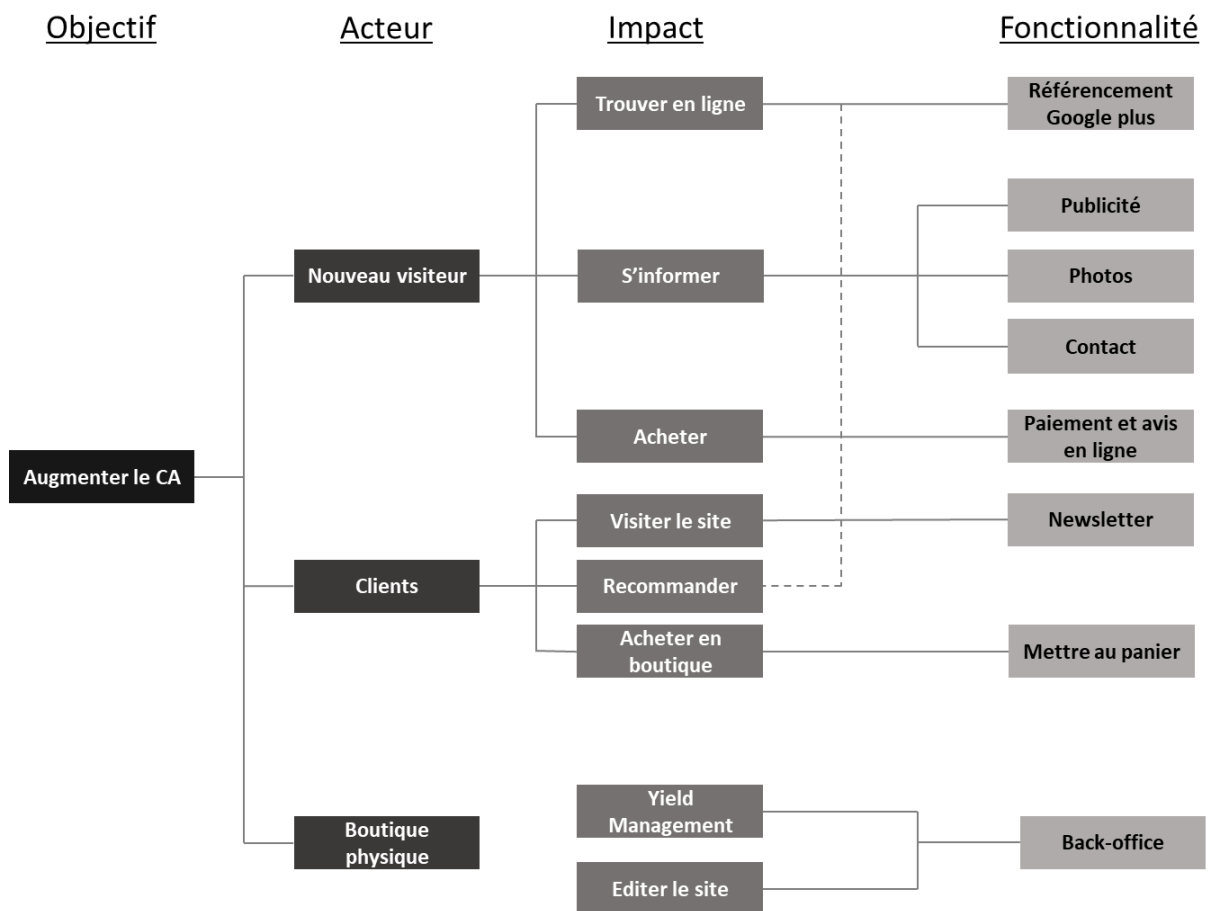 Objectif
Acteur
Impact
Fonctionnalité
Trouver en ligne
Référencement
Google plus
Publicité
Nouveau visiteur
S’informer
Photos
Contact
Acheter
Paiement et avis
en ligne
Augmenter le CA
Visiter le site
Newsletter
Clients
Recommander
Acheter en
boutique
Mettre au panier
Yield
Management
Boutique
physique
Back-office
Editer le site